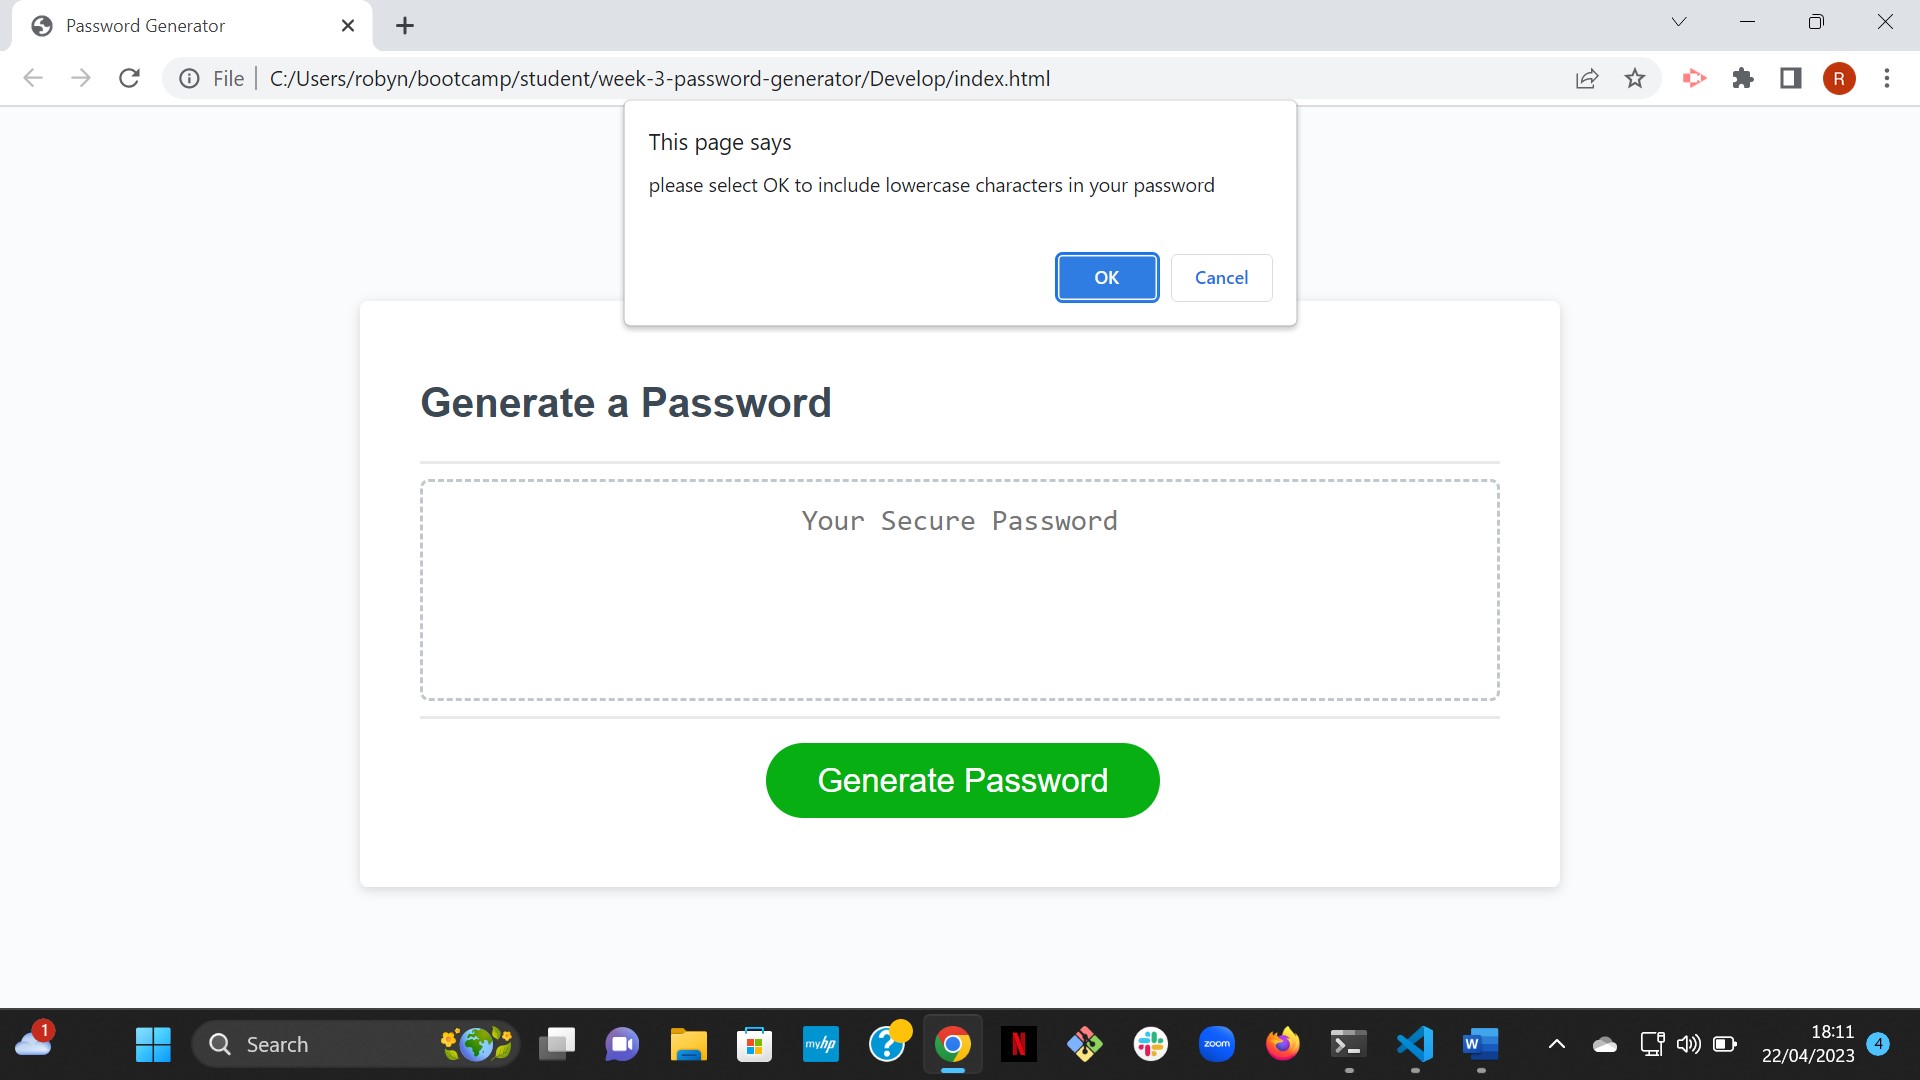 Password Generator
File
C:/Users/robyn/bootcamp/student/week-3-password-generator/Develop/index.html
R
This page says
please select OK to include lowercase characters in your password
OK
Cancel
Generate a Password
Your Secure Password
Generate Password
1
Search
myhp
?
N
zoom
W
18:11
22/04/2023
4